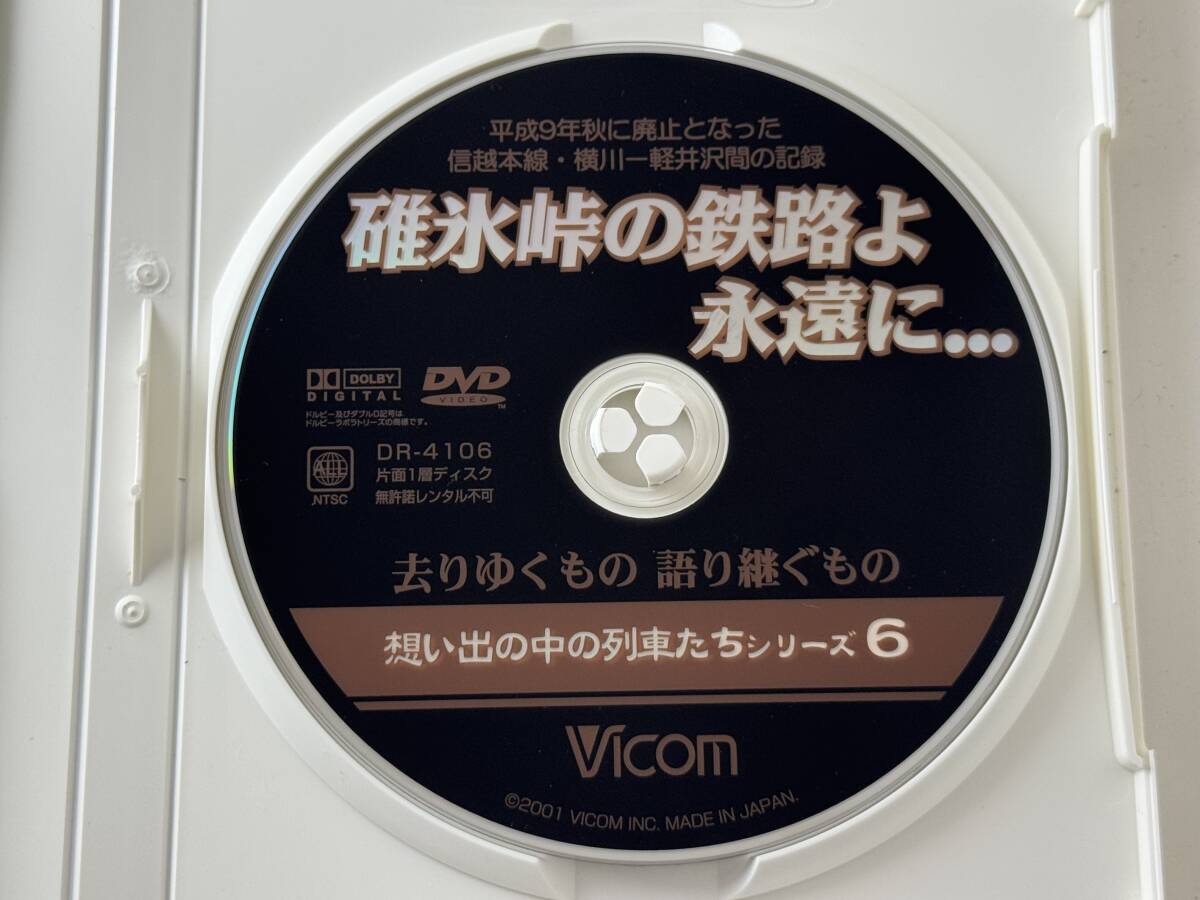 平成9年秋に廃止となった
信越本線・横川ー軽井沢間の記録
碓氷峠の鉄路よ
永遠に…
DOLBY
DIGITAL
DVD
VIDEO
TM
ドルビー及びダブルD記号は
ドルビーラボラトリーズの商標です。
ALL
NTSC
DR-4106
片面1層ディスク
無許諾レンタル不可
去りゆくもの 語り継ぐもの
想い出の中の列車たちシリーズ6
Vicom
©2001 VICOM INC. MADE IN JAPAN.